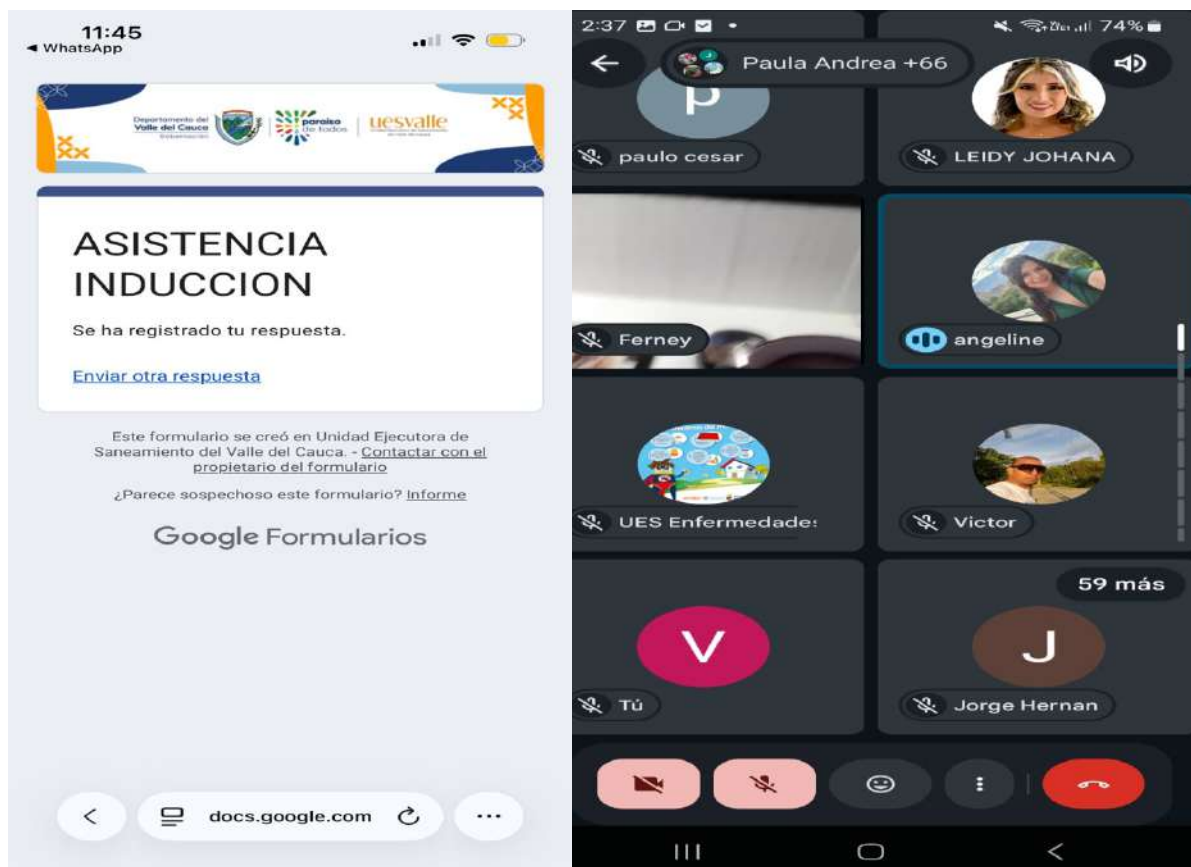 11:45
WhatsApp
Departamento del
Valle del Cauca
Gobernación
paraíso
de todos
uesvalle
ASISTENCIA
INDUCCION
Se ha registrado tu respuesta.
Enviar otra respuesta
Este formulario se creó en Unidad Ejecutora de
Saneamiento del Valle del Cauca. - Contactar con el
propietario del formulario
¿Parece sospechoso este formulario? Informe
Google Formularios
docs.google.com
2:37
74%
Paula Andrea +66
p
paulo cesar
LEIDY JOHANA
Ferney
angeline
UES Enfermedade
Victor
59 más
V
J
Tú
Jorge Hernan